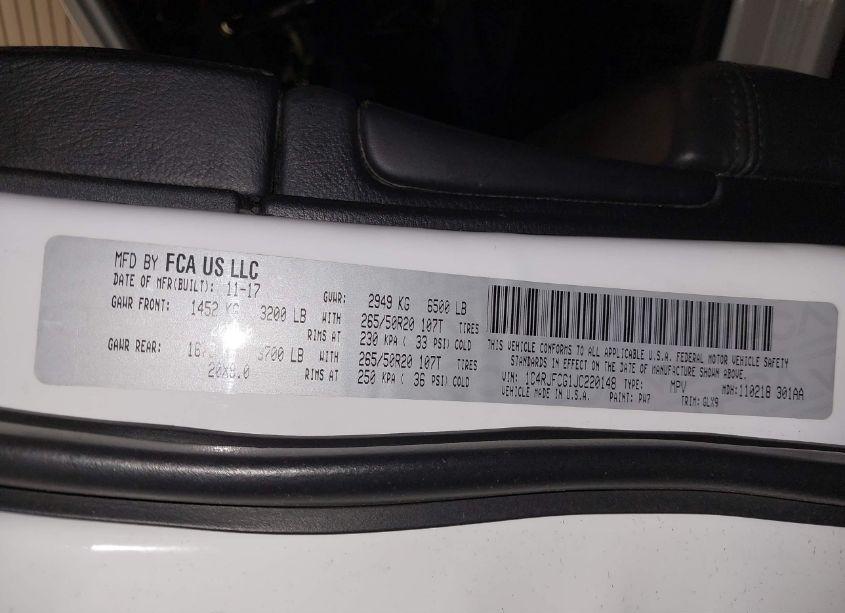 MFD BY FCA US LLC
DATE OF MFR(BUILT): 11-17
GVWR: 2949 KG 6500 LB
GAWR FRONT: 1452 KG 3200 LB WITH 265/50R20 107T TIRES
RIMS AT 230 KPA ( 33 PSI) COLD
GAWR REAR: LB WITH 265/50R20 107T TIRES
20X8.0 RIMS AT 250 KPA ( 36 PSI) COLD
THIS VEHICLE CONFORMS TO ALL APPLICABLE U.S.A. FEDERAL MOTOR VEHICLE SAFETY
STANDARDS IN EFFECT ON THE DATE OF MANUFACTURE SHOWN ABOVE.
VIN: 1C4RJFCG1JC220148 TYPE: MPV MDH:110218 301AA
VEHICLE MADE IN U.S.A. PAINT: PW7 TRIM: GLX9